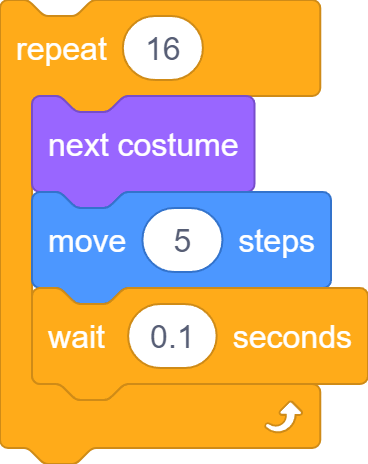 repeat 16
next costume
move 5 steps
wait 0.1 seconds